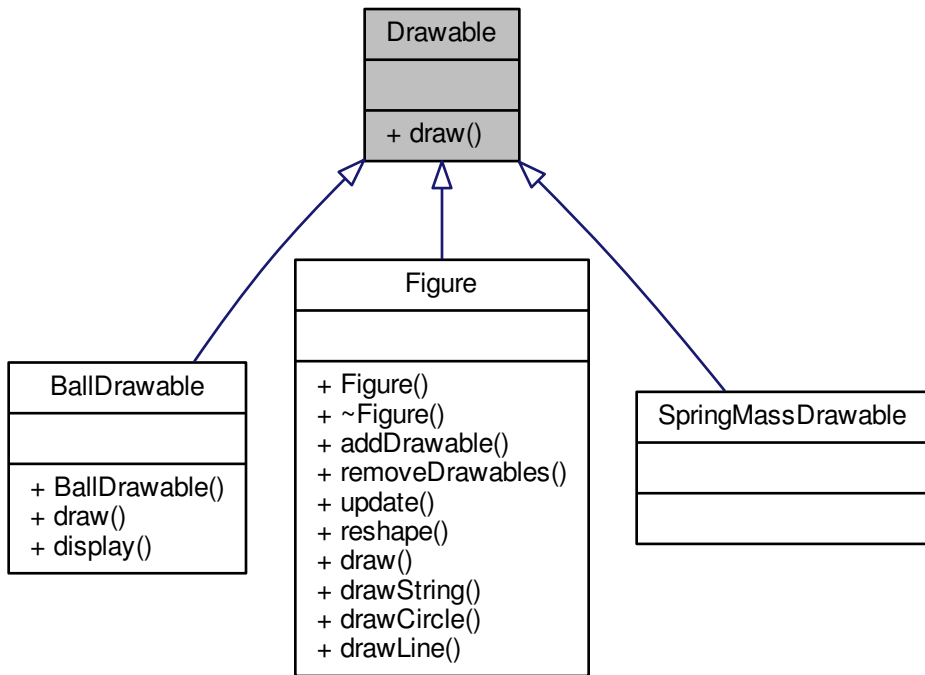 Drawable
+ draw()
Figure
+ Figure()
+ ~Figure()
+ addDrawable()
+ removeDrawables()
+ update()
+ reshape()
+ draw()
+ drawString()
+ drawCircle()
+ drawLine()
BallDrawable
+ BallDrawable()
+ draw()
+ display()
SpringMassDrawable